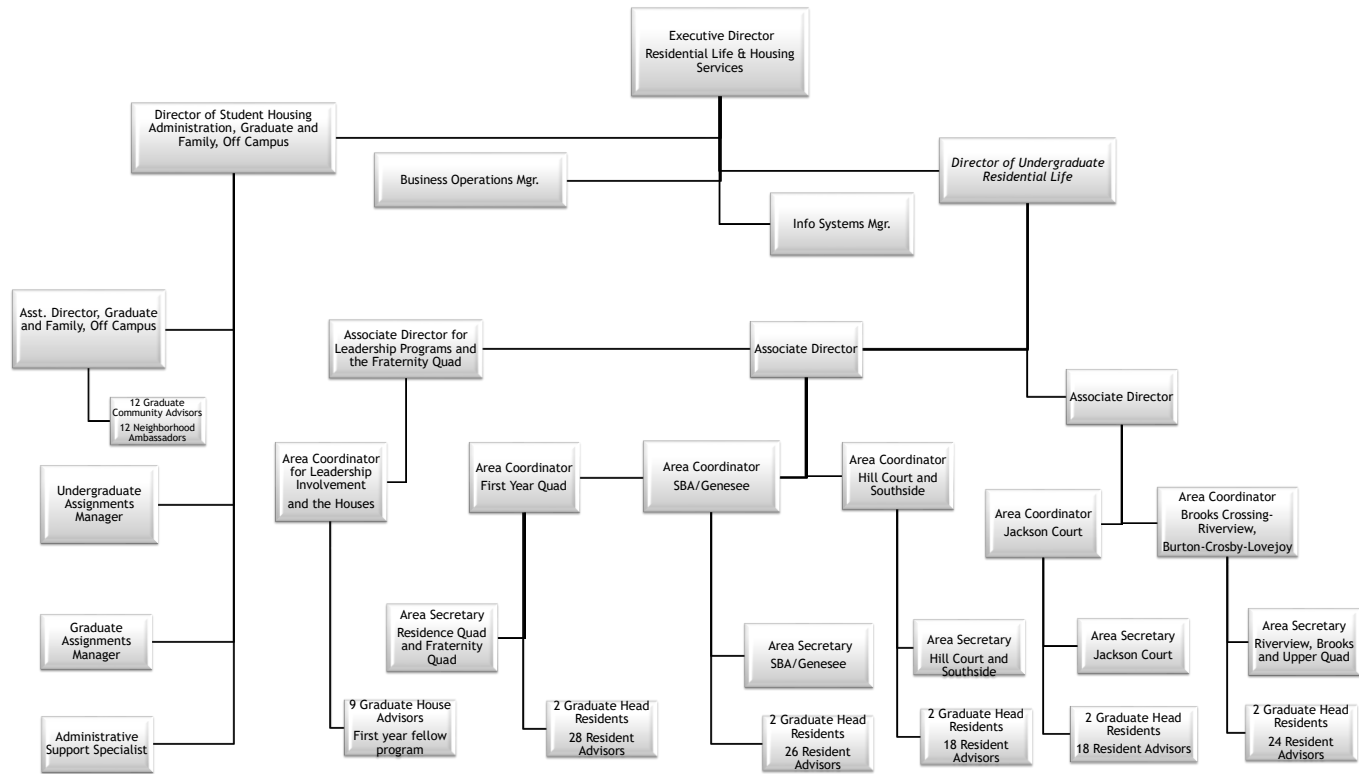 Executive Director
Residential Life & Housing
Services
Director of Student Housing
Administration, Graduate and
Family, Off Campus
Business Operations Mgr.
Director of Undergraduate
Residential Life
Info Systems Mgr.
Asst. Director, Graduate
and Family, Off Campus
Associate Director for
Leadership Programs and
the Fraternity Quad
Associate Director
Associate Director
12 Graduate
Community Advisors
12 Neighborhood
Ambassadors
Area Coordinator
for Leadership
Involvement
and the Houses
Area Coordinator
First Year Quad
Area Coordinator
SBA/Genesee
Area Coordinator
Hill Court and
Southside
Undergraduate
Assignments
Manager
Area Coordinator
Jackson Court
Area Coordinator
Brooks Crossing-
Riverview,
Burton-Crosby-Lovejoy
Graduate
Assignments
Manager
Area Secretary
Residence Quad
and Fraternity
Quad
Area Secretary
SBA/Genesee
Area Secretary
Hill Court and
Southside
Area Secretary
Jackson Court
Area Secretary
Riverview, Brooks
and Upper Quad
Administrative
Support Specialist
9 Graduate House
Advisors
First year fellow
program
2 Graduate Head
Residents
28 Resident
Advisors
2 Graduate Head
Residents
26 Resident
Advisors
2 Graduate Head
Residents
18 Resident
Advisors
2 Graduate Head
Residents
18 Resident Advisors
2 Graduate Head
Residents
24 Resident
Advisors